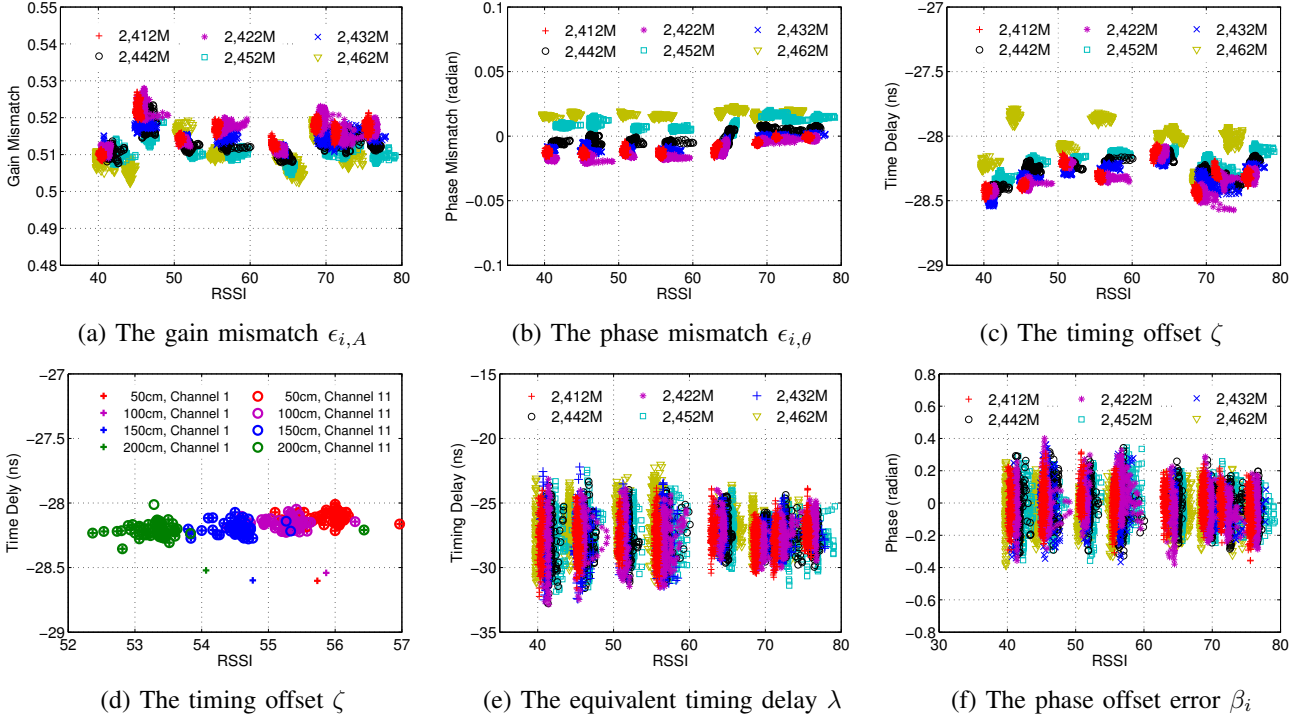 0.55
0.54
0.53
0.52
0.51
0.5
0.49
0.48
Gain Mismatch
2,412M 2,422M 2,432M
2,442M 2,452M 2,462M
40 50 60 70 80
RSSI
(a) The gain mismatch ϵi,A
0.1
0.05
0
−0.05
−0.1
Phase Mismatch (radian)
2,412M 2,422M 2,432M
2,442M 2,452M 2,462M
40 50 60 70 80
RSSI
(b) The phase mismatch ϵi,θ
−27
−27.5
−28
−28.5
−29
Time Delay (ns)
2,412M 2,422M 2,432M
2,442M 2,452M 2,462M
40 50 60 70 80
RSSI
(c) The timing offset ζ
−27
−27.5
−28
−28.5
−29
Time Dely (ns)
50cm, Channel 1 50cm, Channel 11
100cm, Channel 1 100cm, Channel 11
150cm, Channel 1 150cm, Channel 11
200cm, Channel 1 200cm, Channel 11
52 53 54 55 56 57
RSSI
(d) The timing offset ζ
−15
−20
−25
−30
−35
Timing Delay (ns)
2,412M 2,422M 2,432M
2,442M 2,452M 2,462M
40 50 60 70 80
RSSI
(e) The equivalent timing delay λ
0.8
0.6
0.4
0.2
0
−0.2
−0.4
−0.6
−0.8
Phase (radian)
2,412M 2,422M 2,432M
2,442M 2,452M 2,462M
30 40 50 60 70 80
RSSI
(f) The phase offset error βi